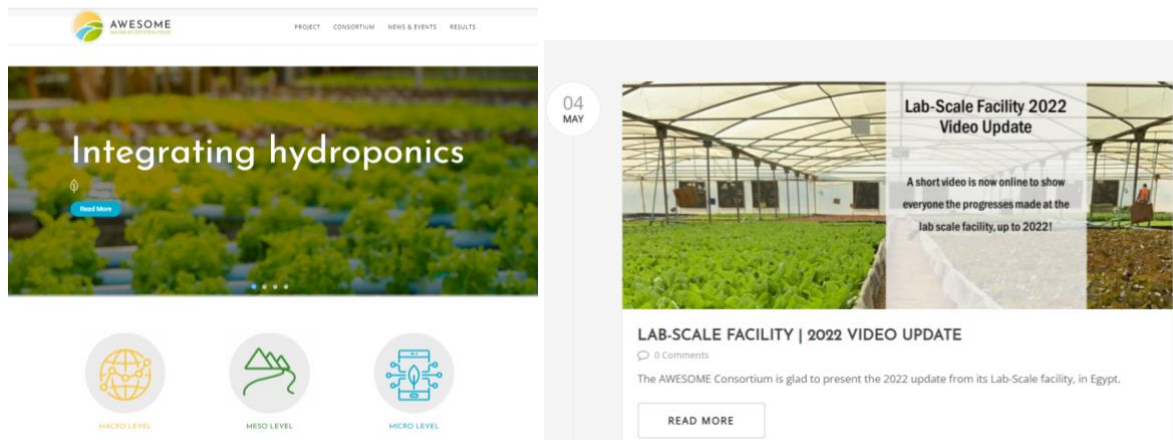 AWESOME
PROJECT CONSORTIUM NEWS & EVENTS RESULTS
Integrating hydroponics
Read More
MACRO LEVEL
MESO LEVEL
MICRO LEVEL
04
MAY
Lab-Scale Facility 2022
Video Update
A short video is now online to show
everyone the progresses made at the
lab scale facility, up to 2022!
LAB-SCALE FACILITY | 2022 VIDEO UPDATE
0 Comments
The AWESOME Consortium is glad to present the 2022 update from its Lab-Scale facility, in Egypt.
READ MORE